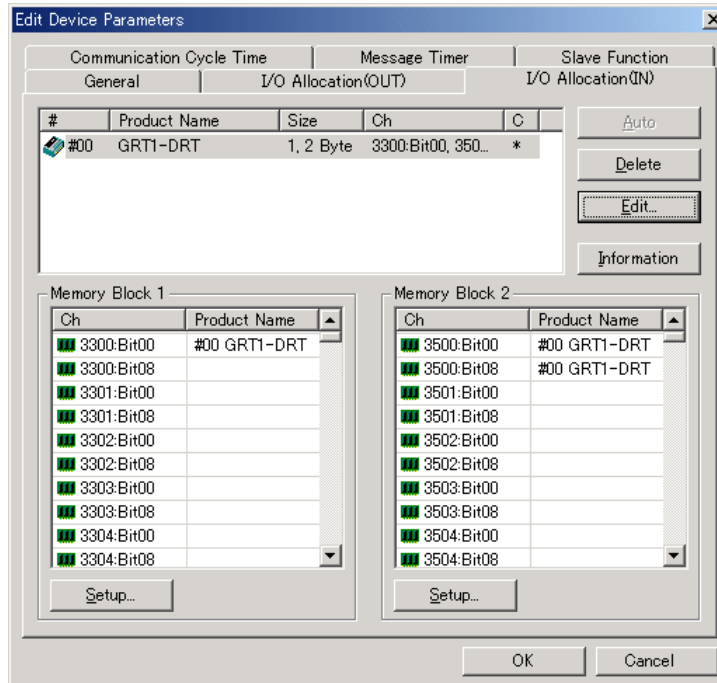 Edit Device Parameters
Communication Cycle Time Message Timer Slave Function
General I/O Allocation(OUT) I/O Allocation(IN)
# Product Name Size Ch C
#00 GRT1-DRT 1, 2 Byte 3300:Bit00, 350... *
Auto
Delete
Edit...
Information
Memory Block 1
Ch Product Name
3300:Bit00 #00 GRT1-DRT
3300:Bit08
3301:Bit00
3301:Bit08
3302:Bit00
3302:Bit08
3303:Bit00
3303:Bit08
3304:Bit00
3304:Bit08
Setup...
Memory Block 2
Ch Product Name
3500:Bit00 #00 GRT1-DRT
3500:Bit08 #00 GRT1-DRT
3501:Bit00
3501:Bit08
3502:Bit00
3502:Bit08
3503:Bit00
3503:Bit08
3504:Bit00
3504:Bit08
Setup...
OK Cancel